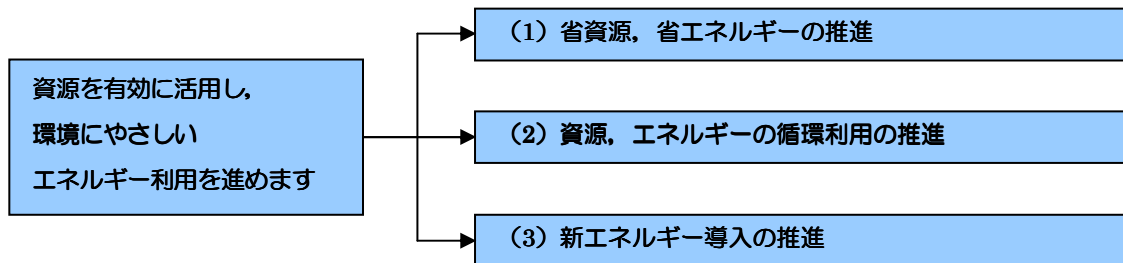 資源を有効に活用し，
環境にやさしい
エネルギー利用を進めます
（1）省資源，省エネルギーの推進
（2）資源，エネルギーの循環利用の推進
（3）新エネルギー導入の推進